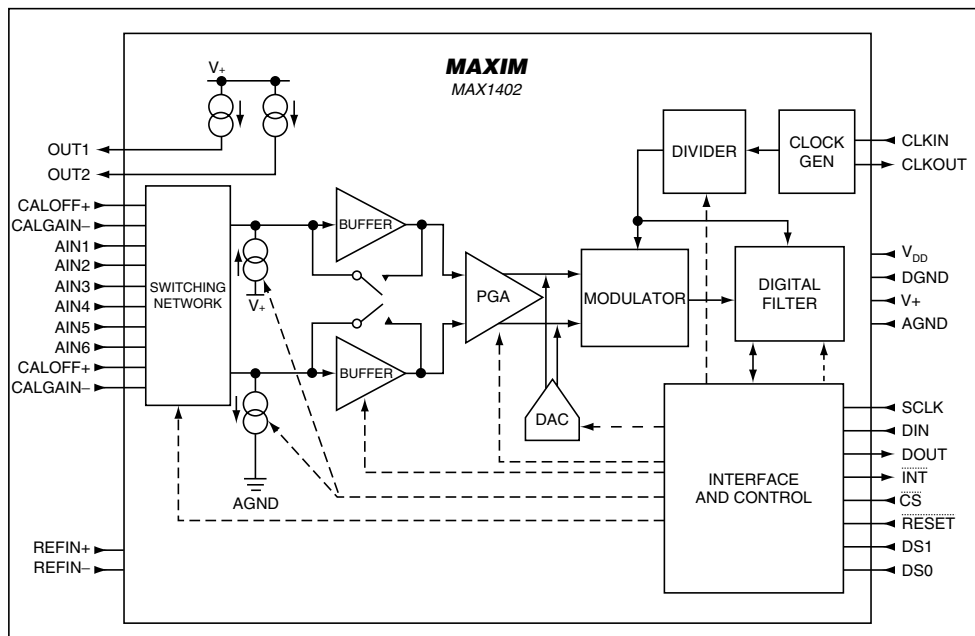 MAXIM
MAX1402
V+
OUT1
OUT2
CALOFF+
CALGAIN–
AIN1
AIN2
AIN3
AIN4
AIN5
AIN6
CALOFF+
CALGAIN–
SWITCHING
NETWORK
V+
AGND
BUFFER
BUFFER
PGA
DAC
MODULATOR
DIVIDER
CLOCK
GEN
DIGITAL
FILTER
INTERFACE
AND CONTROL
CLKIN
CLKOUT
VDD
DGND
V+
AGND
SCLK
DIN
DOUT
INT
CS
RESET
DS1
DS0
REFIN+
REFIN–